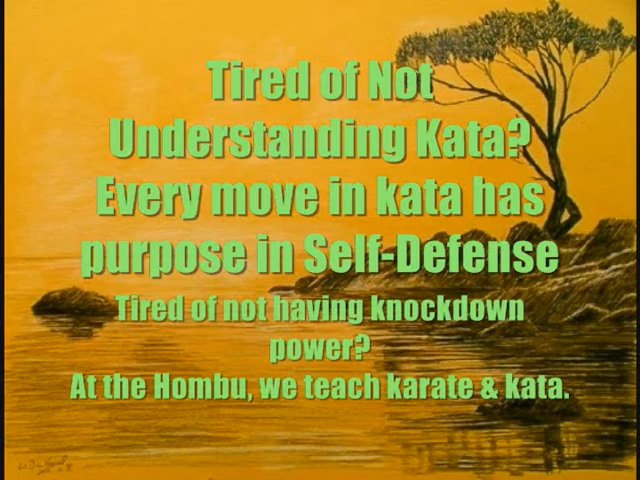 Tired of Not
Understanding Kata?
Every move in kata has
purpose in Self-Defense
Tired of not having knockdown
power?
At the Hombu, we teach karate & kata.